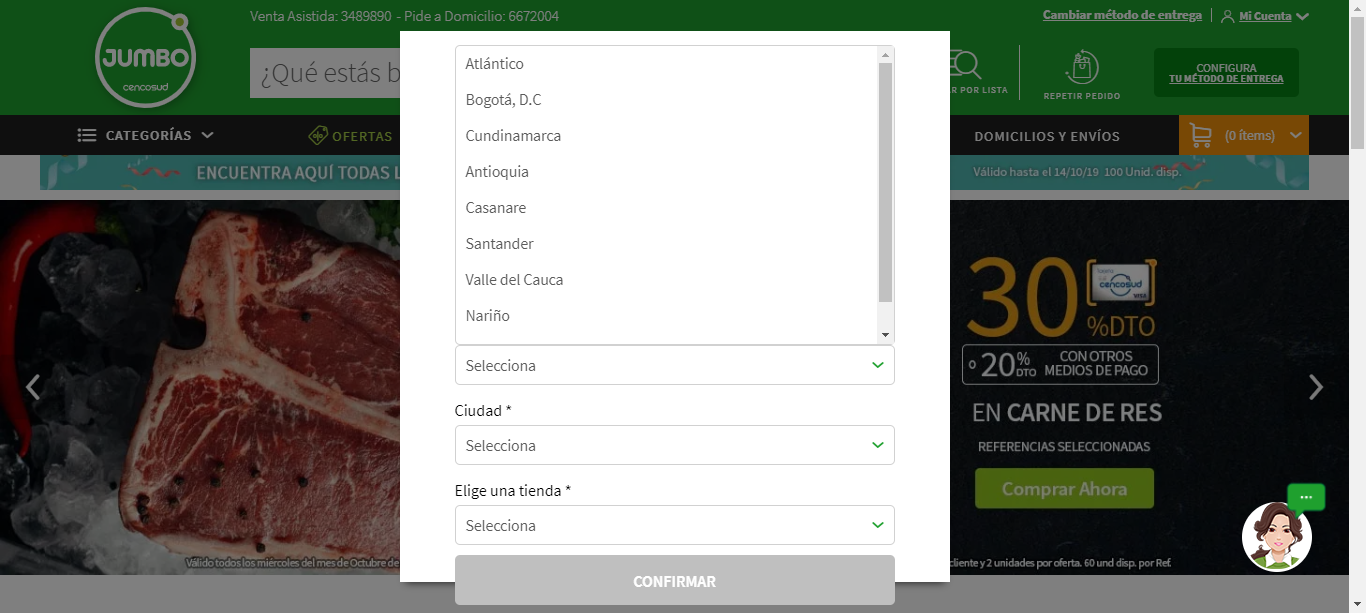 Venta Asistida: 3489890 - Pide a Domicilio: 6672004
Cambiar método de entrega
Mi Cuenta
JUMBO
cencosud
¿Qué estás b
R POR LISTA
REPETIR PEDIDO
CONFIGURA
TU MÉTODO DE ENTREGA
CATEGORÍAS
OFERTAS
DOMICILIOS Y ENVÍOS
(0 ítems)
ENCUENTRA AQUÍ TODAS L
Válido hasta el 14/10/19 100 Unid. disp.
Atlántico
Bogotá, D.C
Cundinamarca
Antioquia
Casanare
Santander
Valle del Cauca
Nariño
Selecciona
Ciudad *
Selecciona
Elige una tienda *
Selecciona
CONFIRMAR
30
%DTO
cencosud
VISA
o 20% DTO
CON OTROS
MEDIOS DE PAGO
EN CARNE DE RES
REFERENCIAS SELECCIONADAS
Comprar Ahora
Válido todos los miércoles del mes de Octubre de
cliente y 2 unidades por oferta. 60 und disp. por Ref.